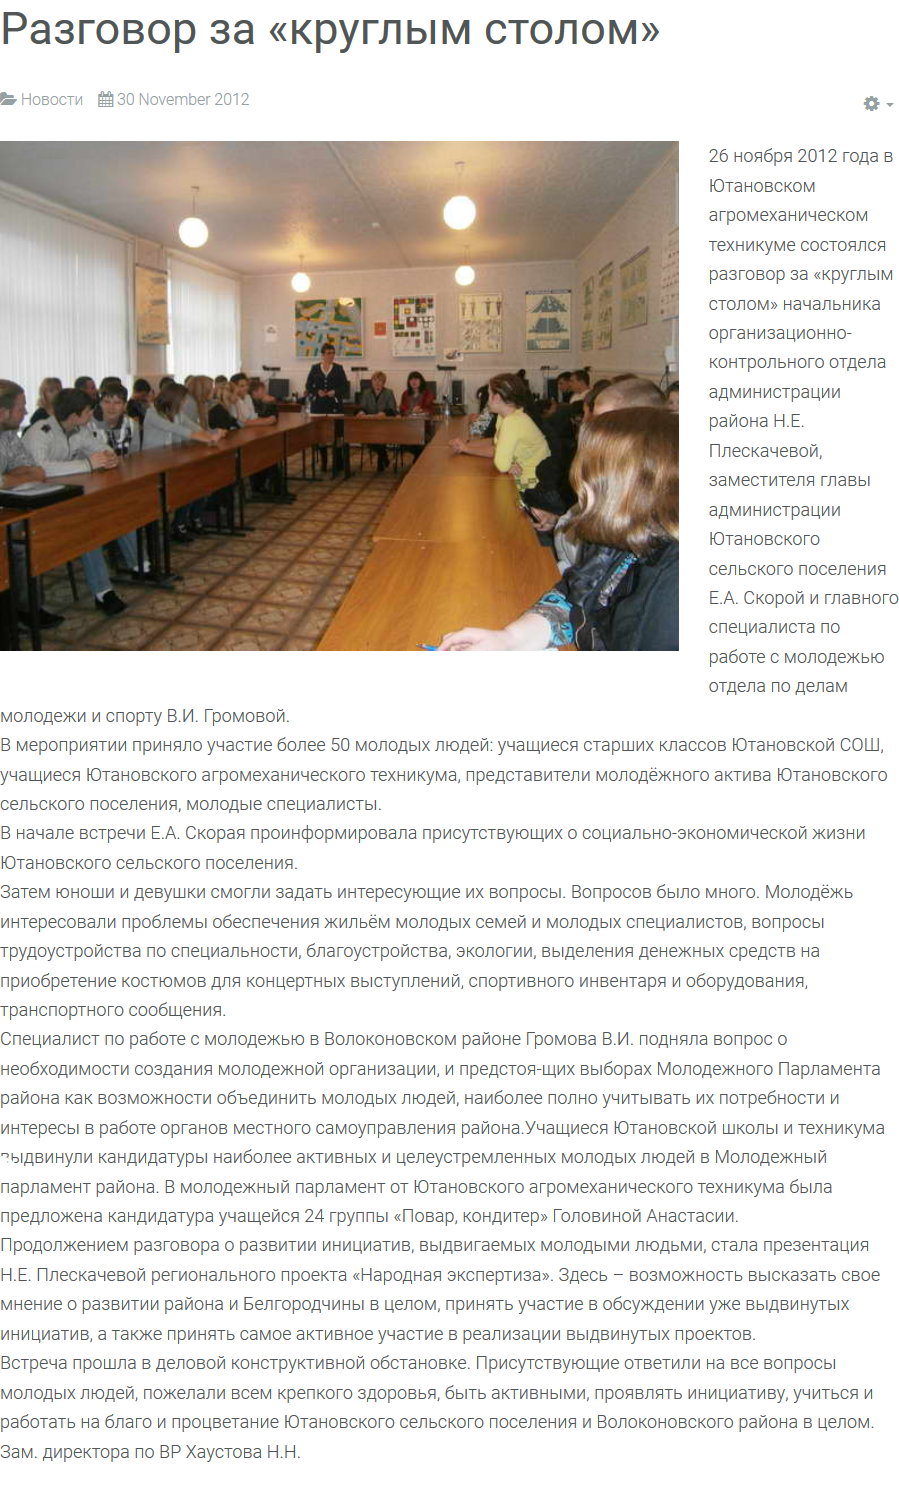 Разговор за «круглым столом»
Новости 30 November 2012
26 ноября 2012 года в
Ютановском
агромеханическом
техникуме состоялся
разговор за «круглым
столом» начальника
организационно-
контрольного отдела
администрации
района Н.Е.
Плескачевой,
заместителя главы
администрации
Ютановского
сельского поселения
Е.А. Скорой и главного
специалиста по
работе с молодежью
отдела по делам
молодежи и спорту В.И. Громовой.
В мероприятии приняло участие более 50 молодых людей: учащиеся старших классов Ютановской СОШ,
учащиеся Ютановского агромеханического техникума, представители молодёжного актива Ютановского
сельского поселения, молодые специалисты.
В начале встречи Е.А. Скорая проинформировала присутствующих о социально-экономической жизни
Ютановского сельского поселения.
Затем юноши и девушки смогли задать интересующие их вопросы. Вопросов было много. Молодёжь
интересовали проблемы обеспечения жильём молодых семей и молодых специалистов, вопросы
трудоустройства по специальности, благоустройства, экологии, выделения денежных средств на
приобретение костюмов для концертных выступлений, спортивного инвентаря и оборудования,
транспортного сообщения.
Специалист по работе с молодежью в Волоконовском районе Громова В.И. подняла вопрос о
необходимости создания молодежной организации, и предстоя-щих выборах Молодежного Парламента
района как возможности объединить молодых людей, наиболее полно учитывать их потребности и
интересы в работе органов местного самоуправления района.Учащиеся Ютановской школы и техникума
выдвинули кандидатуры наиболее активных и целеустремленных молодых людей в Молодежный
парламент района. В молодежный парламент от Ютановского агромеханического техникума была
предложена кандидатура учащейся 24 группы «Повар, кондитер» Головиной Анастасии.
Продолжением разговора о развитии инициатив, выдвигаемых молодыми людьми, стала презентация
Н.Е. Плескачевой регионального проекта «Народная экспертиза». Здесь – возможность высказать свое
мнение о развитии района и Белгородчины в целом, принять участие в обсуждении уже выдвинутых
инициатив, а также принять самое активное участие в реализации выдвинутых проектов.
Встреча прошла в деловой конструктивной обстановке. Присутствующие ответили на все вопросы
молодых людей, пожелали всем крепкого здоровья, быть активными, проявлять инициативу, учиться и
работать на благо и процветание Ютановского сельского поселения и Волоконовского района в целом.
Зам. директора по ВР Хаустова Н.Н.